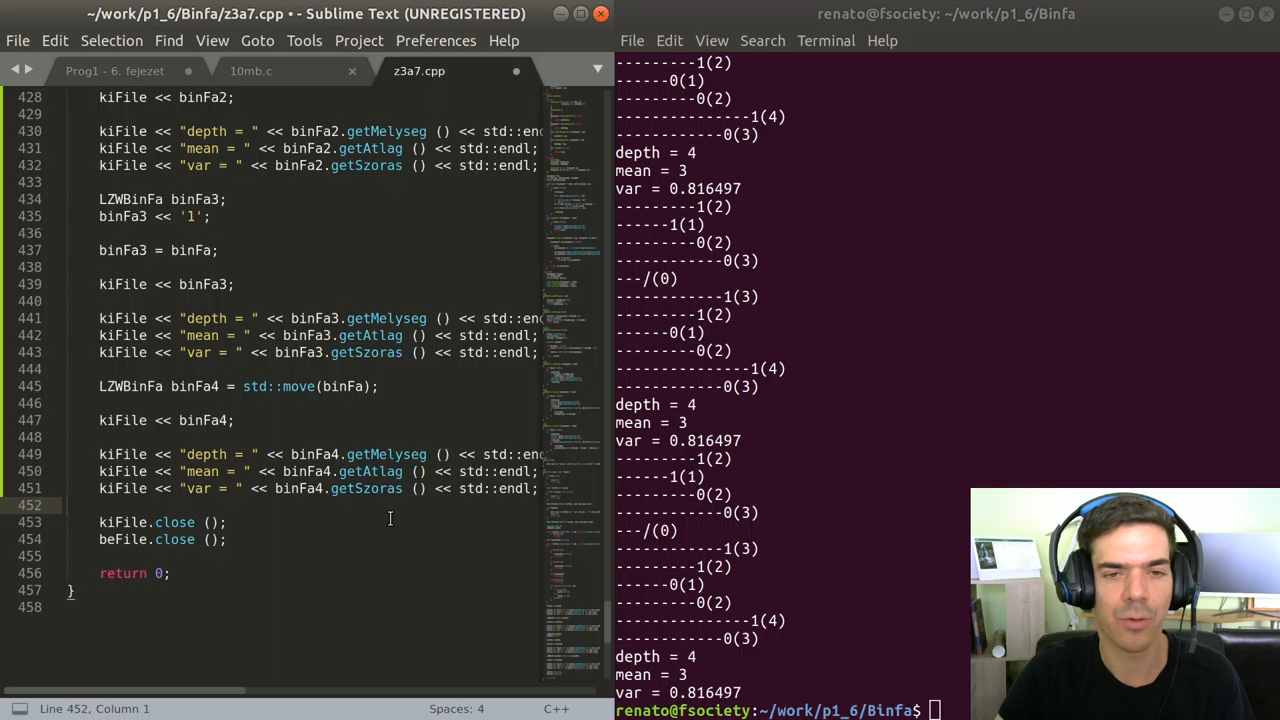 ~/work/p1_6/Binfa/z3a7.cpp • - Sublime Text (UNREGISTERED)
File Edit Selection Find View Goto Tools Project Preferences Help
Prog1 - 6. fejezet
10mb.c
z3a7.cpp
428 kiFile << binFa2;
429
430 kiFile << "depth = " << binFa2.getMelyseg () << std::end
431 kiFile << "mean = " << binFa2.getAtlag () << std::endl;
432 kiFile << "var = " << binFa2.getSzoras () << std::endl;
433
434 LZWBinFa binFa3;
435 binFa3 << '1';
436
437 binFa3 = binFa;
438
439 kiFile << binFa3;
440
441 kiFile << "depth = " << binFa3.getMelyseg () << std::end
442 kiFile << "mean = " << binFa3.getAtlag () << std::endl;
443 kiFile << "var = " << binFa3.getSzoras () << std::endl;
444
445 LZWBinFa binFa4 = std::move(binFa);
446
447 kiFile << binFa4;
448
449 kiFile << "depth = " << binFa4.getMelyseg () << std::end
450 kiFile << "mean = " << binFa4.getAtlag () << std::endl;
451 kiFile << "var = " << binFa4.getSzoras () << std::endl;
452
453 kiFile.close ();
454 beFile.close ();
455
456 return 0;
457 }
458
Line 452, Column 1
Spaces: 4
C++
renato@fsociety: ~/work/p1_6/Binfa
File Edit View Search Terminal Help
---------1(2)
------0(1)
---------0(2)
---------------1(4)
------------0(3)
depth = 4
mean = 3
var = 0.816497
---------1(2)
------1(1)
---------0(2)
------------0(3)
---/(0)
------------1(3)
---------1(2)
------0(1)
---------0(2)
---------------1(4)
------------0(3)
depth = 4
mean = 3
var = 0.816497
---------1(2)
------1(1)
---------0(2)
------------0(3)
---/(0)
------------1(3)
---------1(2)
------0(1)
---------0(2)
---------------1(4)
------------0(3)
depth = 4
mean = 3
var = 0.816497
renato@fsociety:~/work/p1_6/Binfa$